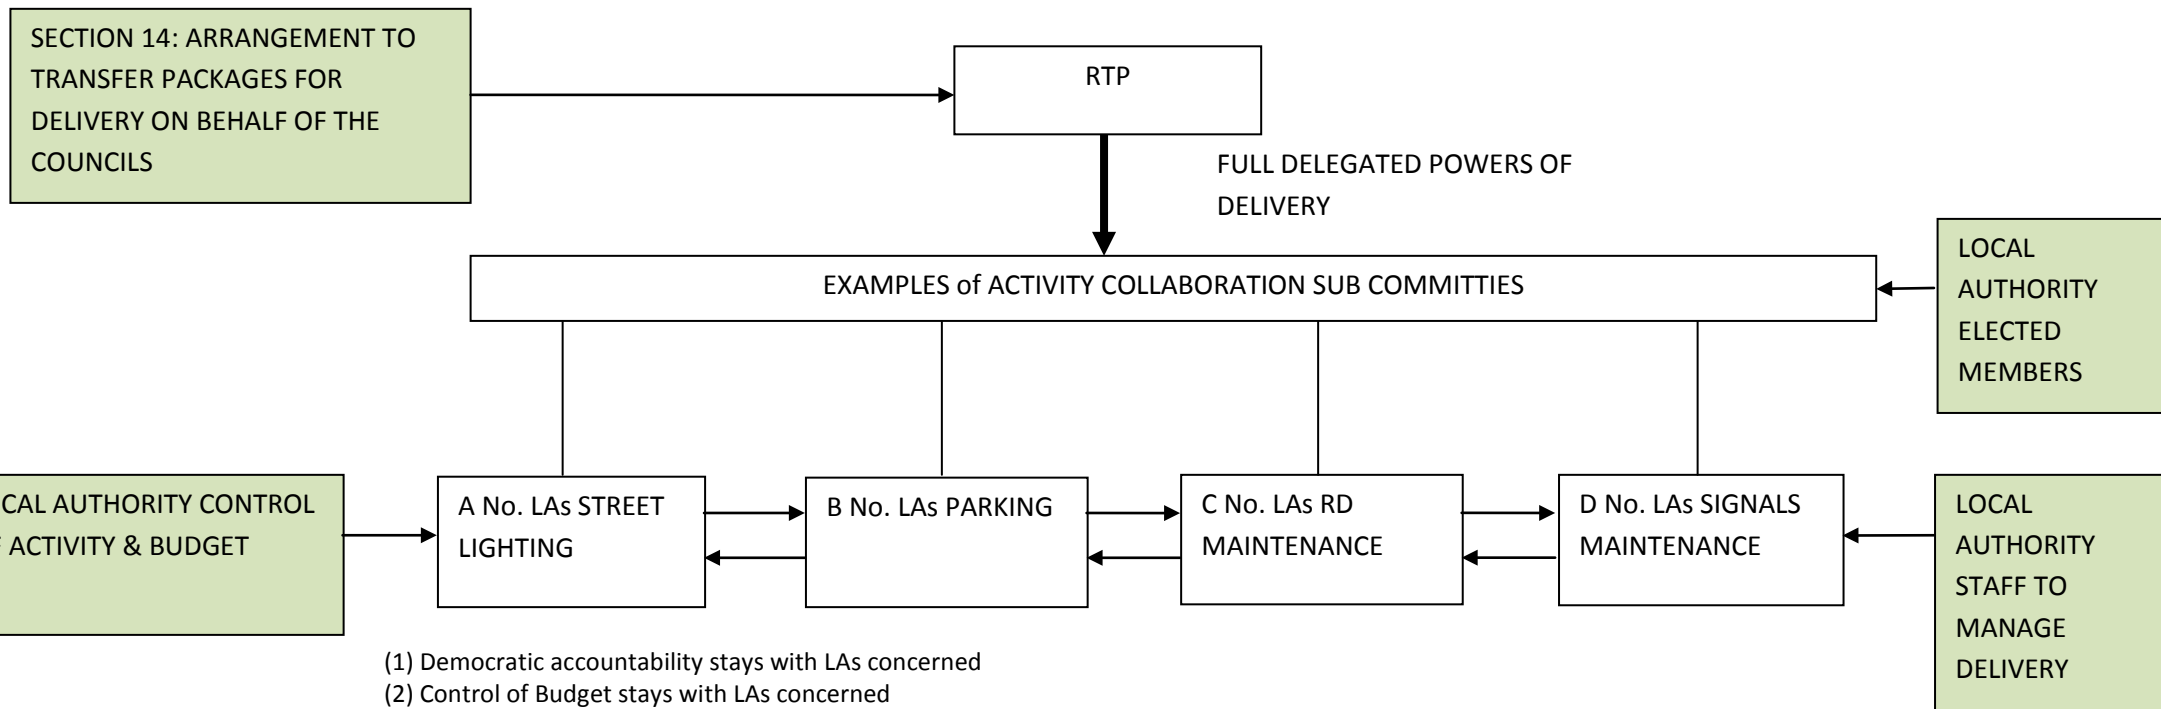 SECTION 14: ARRANGEMENT TO
TRANSFER PACKAGES FOR
DELIVERY ON BEHALF OF THE
COUNCILS
RTP
FULL DELEGATED POWERS OF
DELIVERY
EXAMPLES of ACTIVITY COLLABORATION SUB COMMITTIES
LOCAL
AUTHORITY
ELECTED
MEMBERS
CAL AUTHORITY CONTROL
ACTIVITY & BUDGET
A No. LAs STREET
LIGHTING
B No. LAs PARKING
C No. LAs RD
MAINTENANCE
D No. LAs SIGNALS
MAINTENANCE
LOCAL
AUTHORITY
STAFF TO
MANAGE
DELIVERY
(1) Democratic accountability stays with LAs concerned
(2) Control of Budget stays with LAs concerned